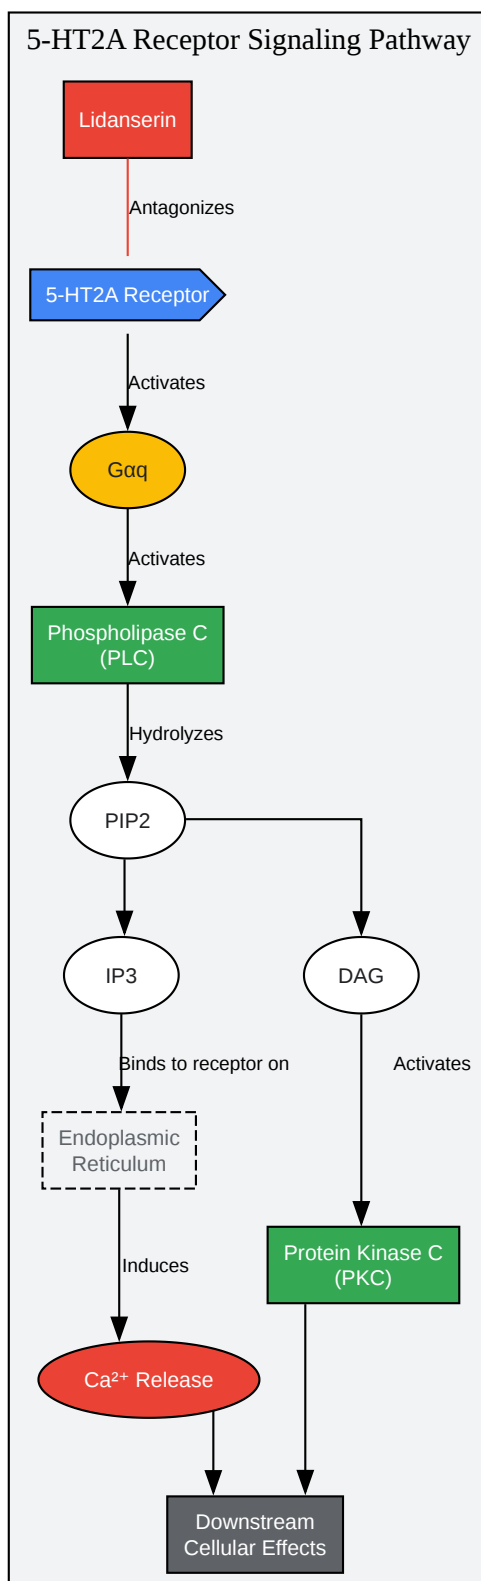 5-HT2A Receptor Signaling Pathway
Lidanserin
Antagonizes
5-HT2A Receptor
Activates
Gαq
Activates
Phospholipase C
(PLC)
Hydrolyzes
PIP2
IP3
DAG
Binds to receptor on
Activates
Endoplasmic
Reticulum
Protein Kinase C
(PKC)
Induces
Ca²⁺ Release
Downstream
Cellular Effects